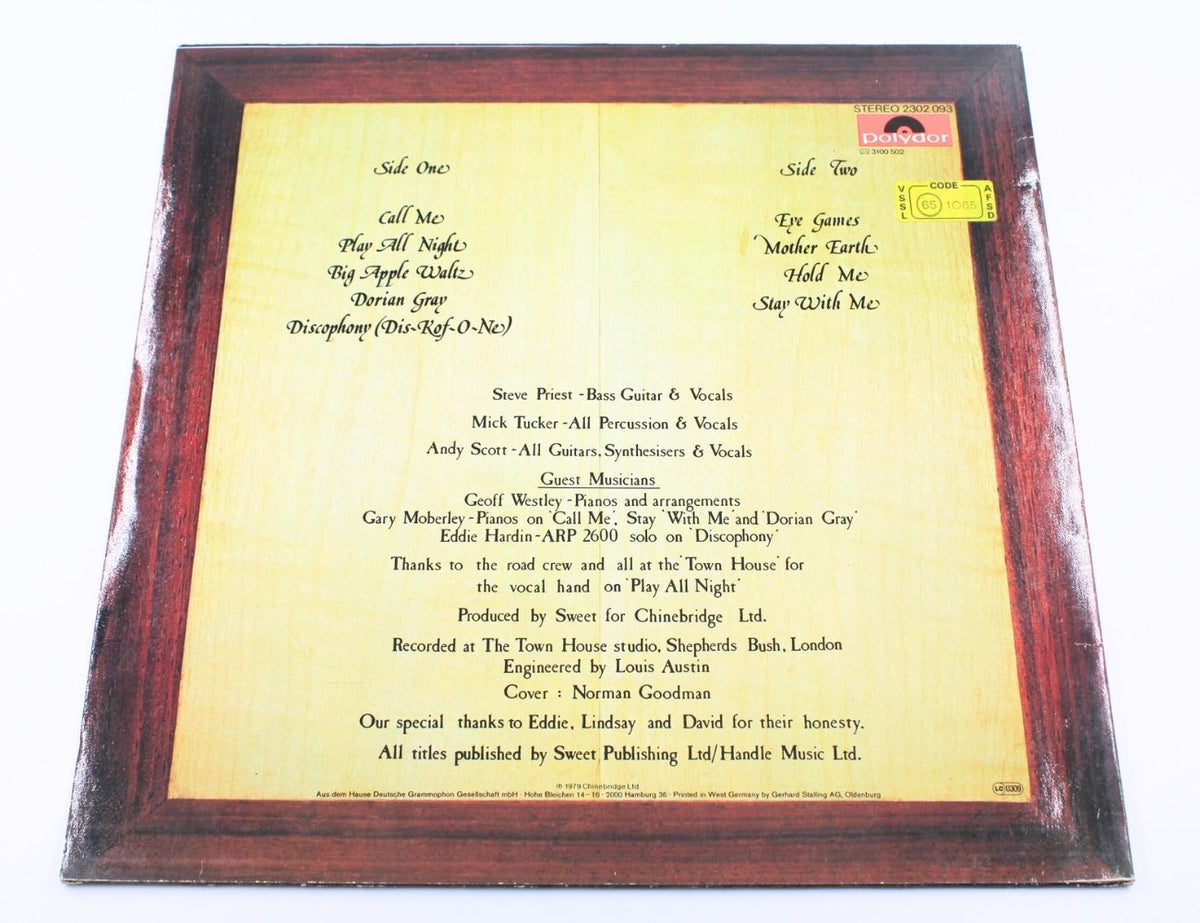 STEREO 2302 093
polydor
3100 502
Side One
Call Me
Play All Night
Big Apple Waltz
Dorian Gray
Discophony (Dis-Kof-O-Ne)
Side Two
Eye Games
'Mother Earth
Hold Me
Stay With Me
VSSL
CODE
65 1065
AFSD
Steve Priest - Bass Guitar & Vocals
Mick Tucker - All Percussion & Vocals
Andy Scott - All Guitars, Synthesisers & Vocals
Guest Musicians
Geoff Westley - Pianos and arrangements
Gary Moberley - Pianos on 'Call Me', Stay 'With Me' and 'Dorian Gray'
Eddie Hardin - ARP 2600 solo on 'Discophony'
Thanks to the road crew and all at the 'Town House' for
the vocal hand on 'Play All Night'
Produced by Sweet for Chinebridge Ltd.
Recorded at The Town House studio, Shepherds Bush, London
Engineered by Louis Austin
Cover : Norman Goodman
Our special thanks to Eddie, Lindsay and David for their honesty.
All titles published by Sweet Publishing Ltd/Handle Music Ltd.
℗ 1979 Chinebridge Ltd.
Aus dem Hause Deutsche Grammophon Gesellschaft mbH · Hohe Bleichen 14-16 · 2000 Hamburg 36 · Printed in West Germany by Gerhard Stalling AG, Oldenburg
LC 0309